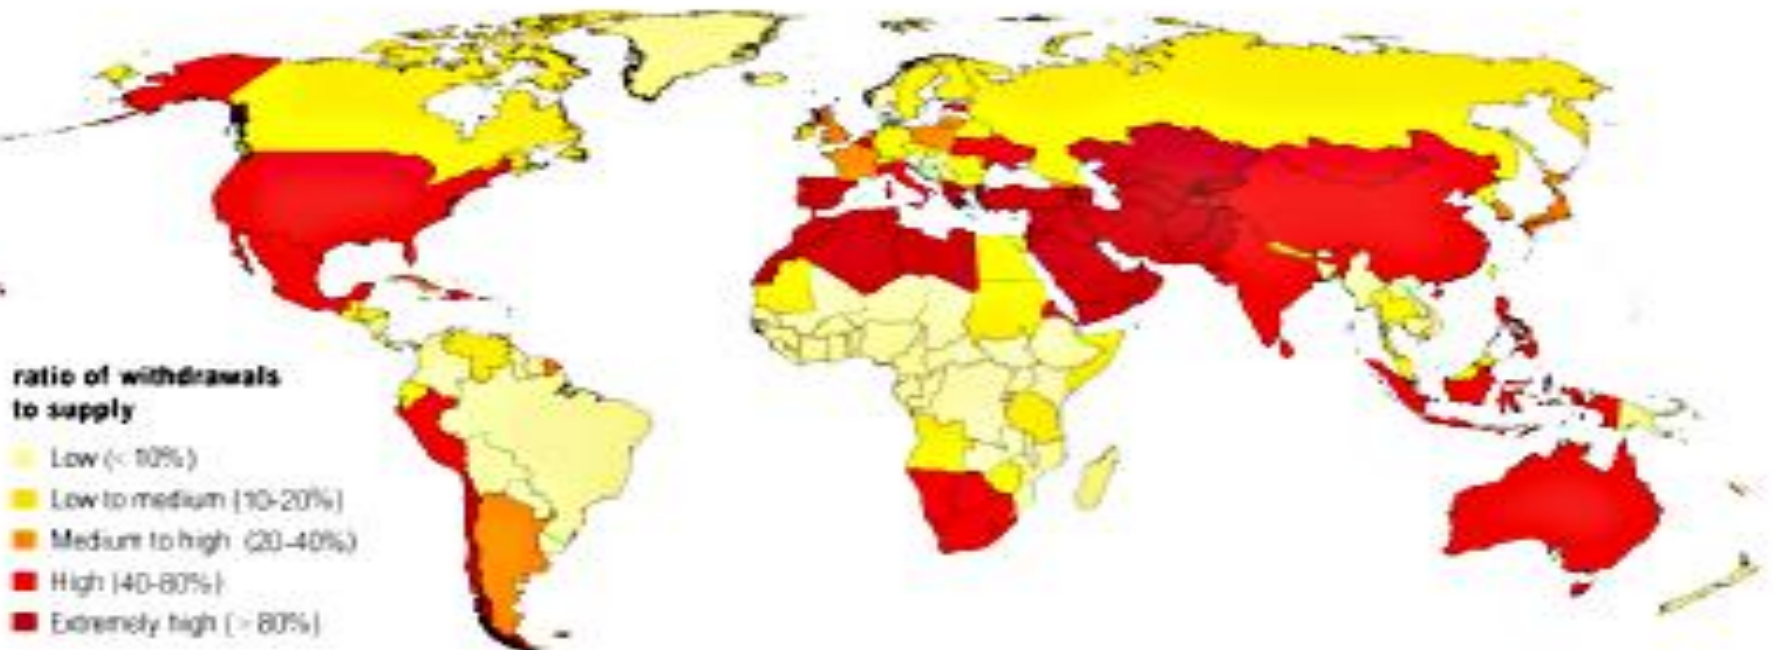 ratio of withdrawals
to supply
Low (< 10%)
Low to medium (10-20%)
Medium to high (20-40%)
High (40-80%)
Extremely high ( > 80%)